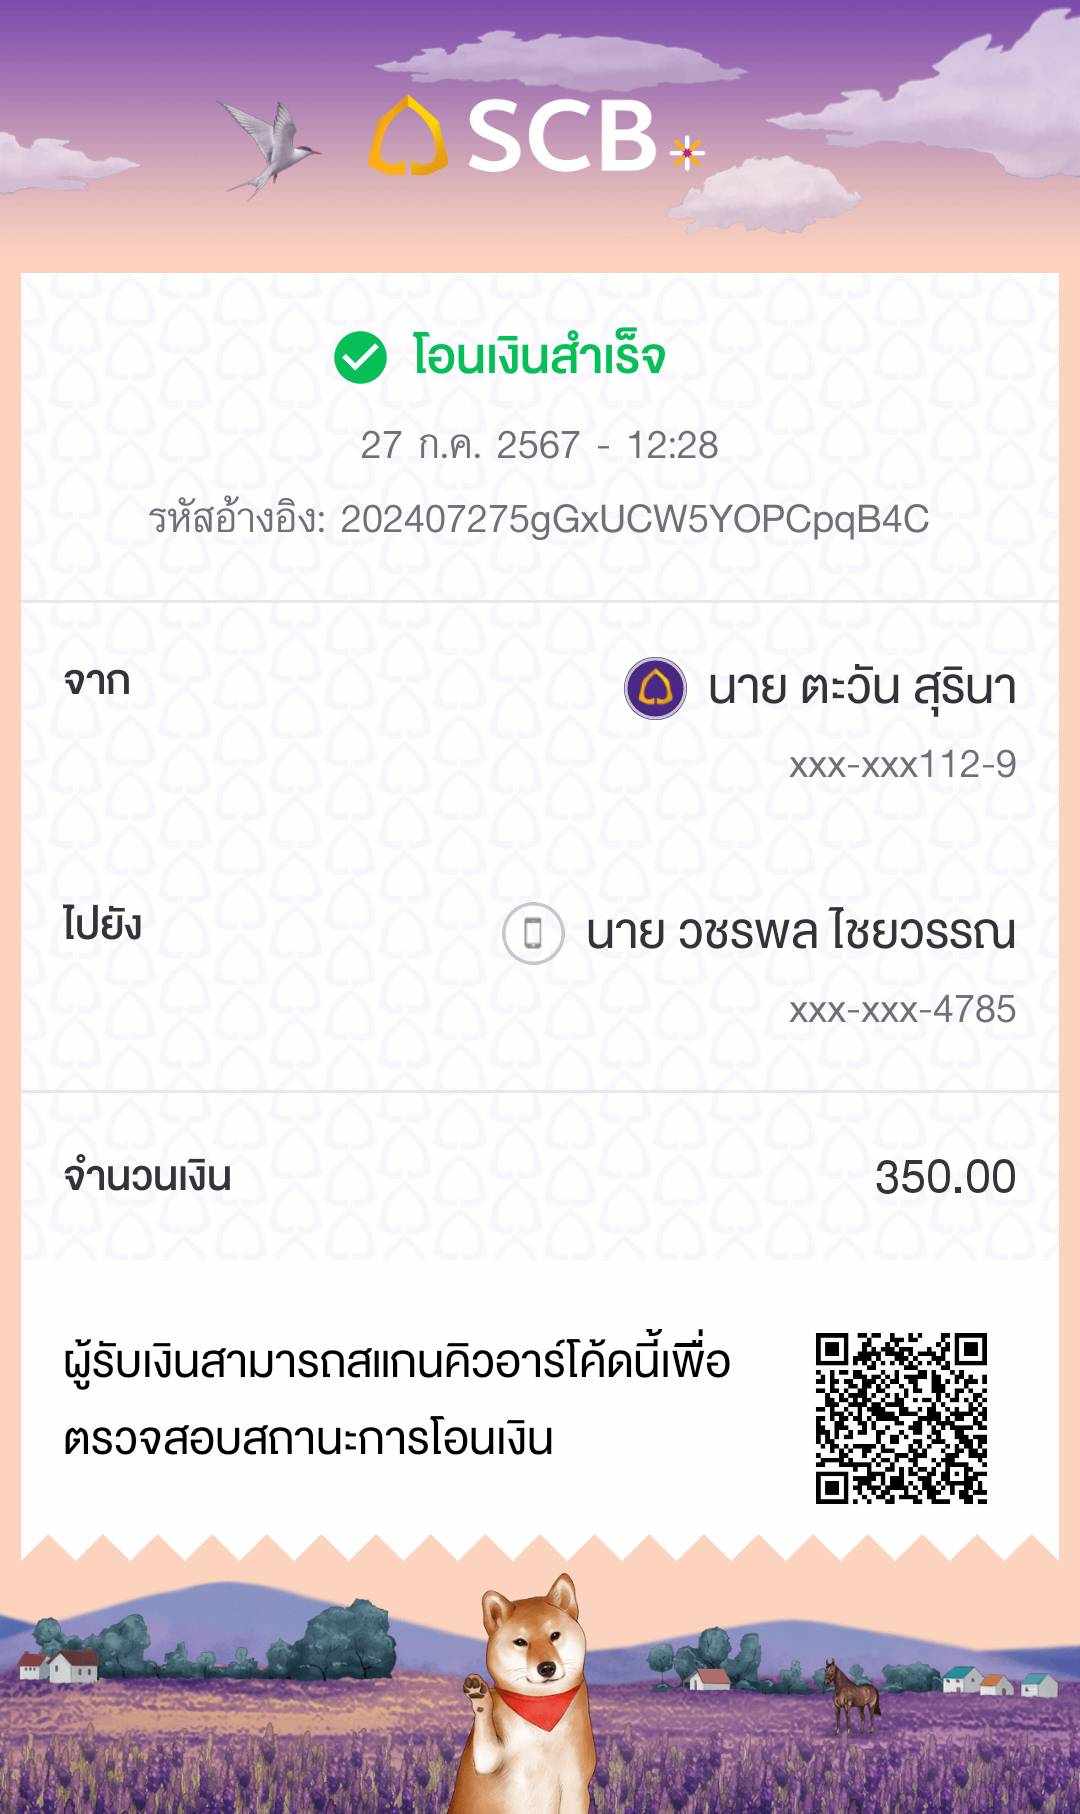 SCB
โอนเงินสำเร็จ
27 ก.ค. 2567 - 12:28
รหัสอ้างอิง: 202407275gGxUCW5YOPCpqB4C
จาก
นาย ตะวัน สุรินา
xxx-xxx112-9
ไปยัง
นาย วชรพล ไชยวรรณ
xxx-xxx-4785
จำนวนเงิน 350.00
ผู้รับเงินสามารถสแกนคิวอาร์โค้ดนี้เพื่อ
ตรวจสอบสถานะการโอนเงิน